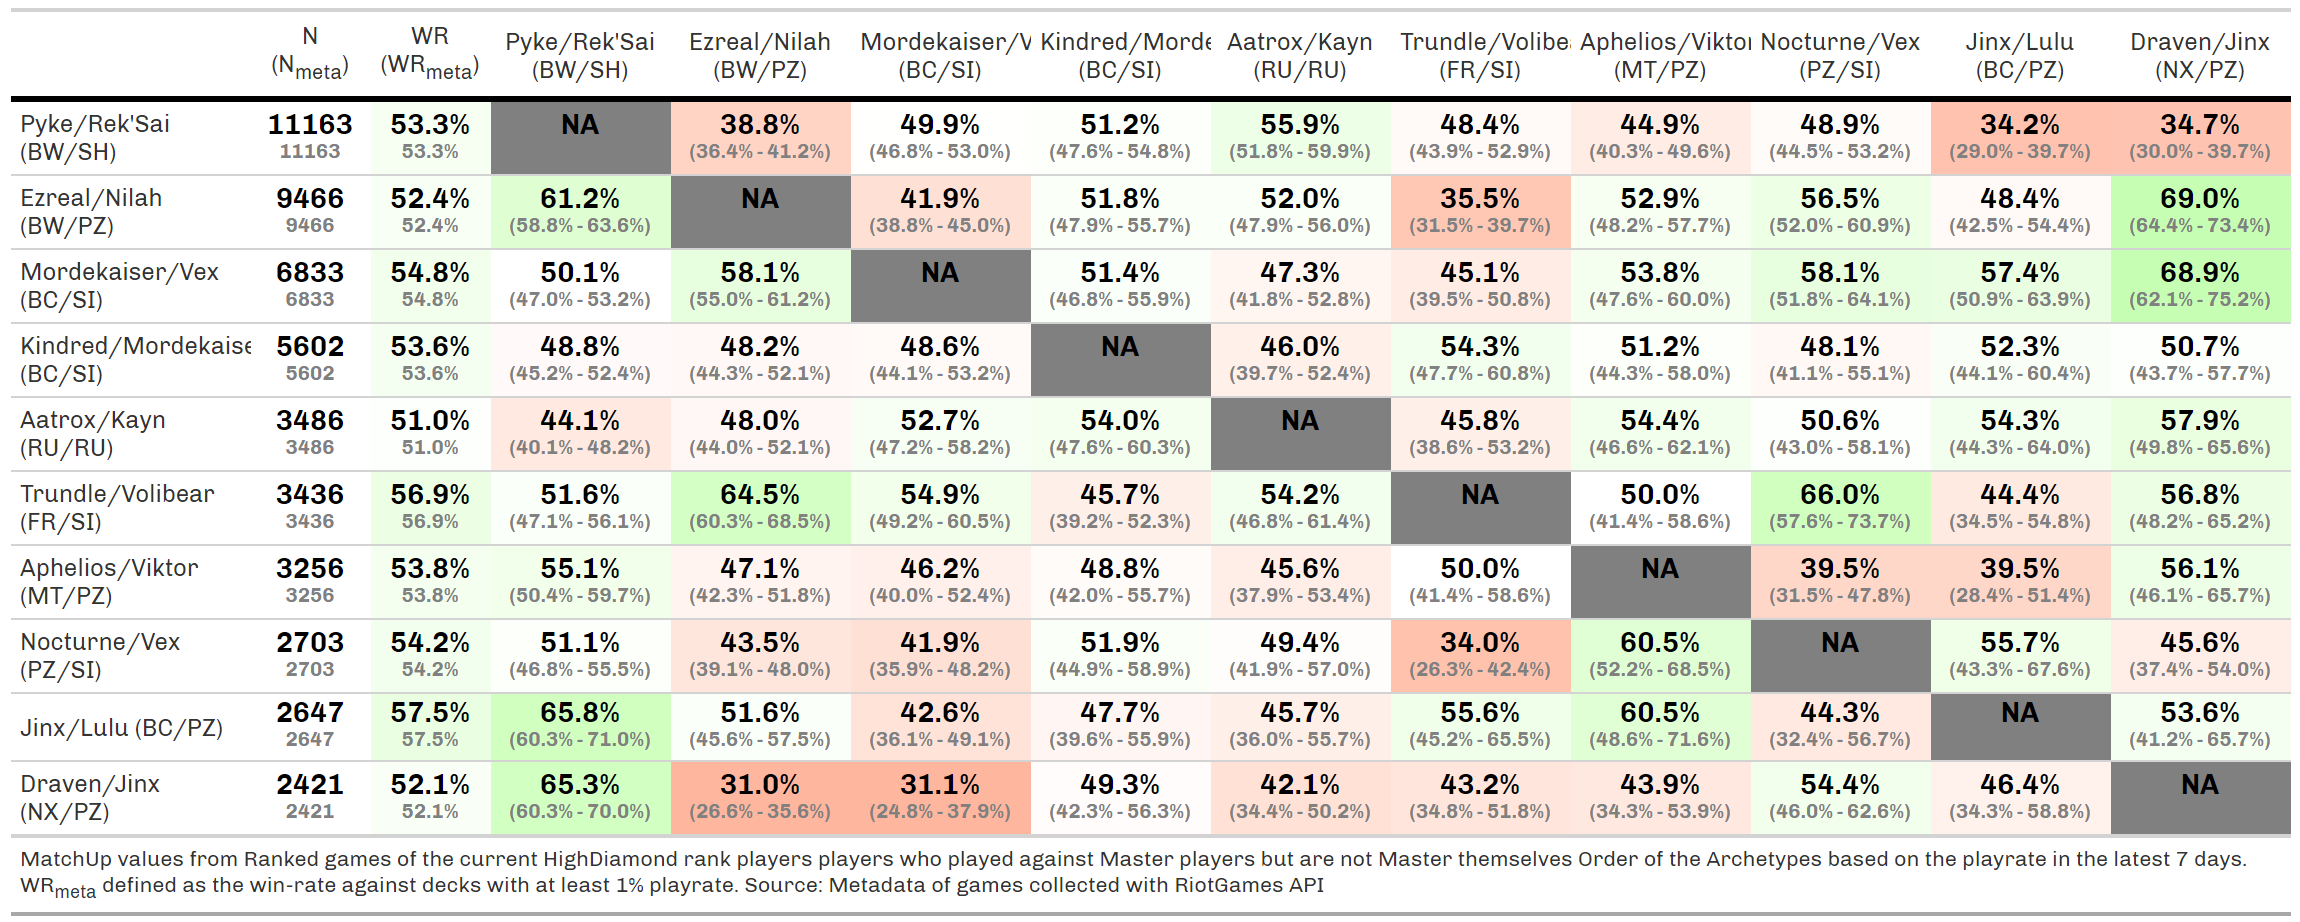 N WR Pyke/Rek'Sai Ezreal/Nilah Mordekaiser/V Kindred/Morde Aatrox/Kayn Trundle/Volibea Aphelios/Viktor Nocturne/Vex Jinx/Lulu Draven/Jinx
(Nmeta) (WRmeta) (BW/SH) (BW/PZ) (BC/SI) (BC/SI) (RU/RU) (FR/SI) (MT/PZ) (PZ/SI) (BC/PZ) (NX/PZ)
Pyke/Rek'Sai 11163 53.3% NA 38.8% 49.9% 51.2% 55.9% 48.4% 44.9% 48.9% 34.2% 34.7%
(BW/SH) 11163 53.3% (36.4% - 41.2%) (46.8% - 53.0%) (47.6% - 54.8%) (51.8% - 59.9%) (43.9% - 52.9%) (40.3% - 49.6%) (44.5% - 53.2%) (29.0% - 39.7%) (30.0% - 39.7%)
Ezreal/Nilah 9466 52.4% 61.2% NA 41.9% 51.8% 52.0% 35.5% 52.9% 56.5% 48.4% 69.0%
(BW/PZ) 9466 52.4% (58.8% - 63.6%) (38.8% - 45.0%) (47.9% - 55.7%) (47.9% - 56.0%) (31.5% - 39.7%) (48.2% - 57.7%) (52.0% - 60.9%) (42.5% - 54.4%) (64.4% - 73.4%)
Mordekaiser/Vex 6833 54.8% 50.1% 58.1% NA 51.4% 47.3% 45.1% 53.8% 58.1% 57.4% 68.9%
(BC/SI) 6833 54.8% (47.0% - 53.2%) (55.0% - 61.2%) (46.8% - 55.9%) (41.8% - 52.8%) (39.5% - 50.8%) (47.6% - 60.0%) (51.8% - 64.1%) (50.9% - 63.9%) (62.1% - 75.2%)
Kindred/Mordekaise 5602 53.6% 48.8% 48.2% 48.6% NA 46.0% 54.3% 51.2% 48.1% 52.3% 50.7%
(BC/SI) 5602 53.6% (45.2% - 52.4%) (44.3% - 52.1%) (44.1% - 53.2%) (39.7% - 52.4%) (47.7% - 60.8%) (44.3% - 58.0%) (41.1% - 55.1%) (44.1% - 60.4%) (43.7% - 57.7%)
Aatrox/Kayn 3486 51.0% 44.1% 48.0% 52.7% 54.0% NA 45.8% 54.4% 50.6% 54.3% 57.9%
(RU/RU) 3486 51.0% (40.1% - 48.2%) (44.0% - 52.1%) (47.2% - 58.2%) (47.6% - 60.3%) (38.6% - 53.2%) (46.6% - 62.1%) (43.0% - 58.1%) (44.3% - 64.0%) (49.8% - 65.6%)
Trundle/Volibear 3436 56.9% 51.6% 64.5% 54.9% 45.7% 54.2% NA 50.0% 66.0% 44.4% 56.8%
(FR/SI) 3436 56.9% (47.1% - 56.1%) (60.3% - 68.5%) (49.2% - 60.5%) (39.2% - 52.3%) (46.8% - 61.4%) (41.4% - 58.6%) (57.6% - 73.7%) (34.5% - 54.8%) (48.2% - 65.2%)
Aphelios/Viktor 3256 53.8% 55.1% 47.1% 46.2% 48.8% 45.6% 50.0% NA 39.5% 39.5% 56.1%
(MT/PZ) 3256 53.8% (50.4% - 59.7%) (42.3% - 51.8%) (40.0% - 52.4%) (42.0% - 55.7%) (37.9% - 53.4%) (41.4% - 58.6%) (31.5% - 47.8%) (28.4% - 51.4%) (46.1% - 65.7%)
Nocturne/Vex 2703 54.2% 51.1% 43.5% 41.9% 51.9% 49.4% 34.0% 60.5% NA 55.7% 45.6%
(PZ/SI) 2703 54.2% (46.8% - 55.5%) (39.1% - 48.0%) (35.9% - 48.2%) (44.9% - 58.9%) (41.9% - 57.0%) (26.3% - 42.4%) (52.2% - 68.5%) (43.3% - 67.6%) (37.4% - 54.0%)
Jinx/Lulu (BC/PZ) 2647 57.5% 65.8% 51.6% 42.6% 47.7% 45.7% 55.6% 60.5% 44.3% NA 53.6%
2647 57.5% (60.3% - 71.0%) (45.6% - 57.5%) (36.1% - 49.1%) (39.6% - 55.9%) (36.0% - 55.7%) (45.2% - 65.5%) (48.6% - 71.6%) (32.4% - 56.7%) (41.2% - 65.7%)
Draven/Jinx 2421 52.1% 65.3% 31.0% 31.1% 49.3% 42.1% 43.2% 43.9% 54.4% 46.4% NA
(NX/PZ) 2421 52.1% (60.3% - 70.0%) (26.6% - 35.6%) (24.8% - 37.9%) (42.3% - 56.3%) (34.4% - 50.2%) (34.8% - 51.8%) (34.3% - 53.9%) (46.0% - 62.6%) (34.3% - 58.8%)
MatchUp values from Ranked games of the current HighDiamond rank players players who played against Master players but are not Master themselves Order of the Archetypes based on the playrate in the latest 7 days.
WRmeta defined as the win-rate against decks with at least 1% playrate. Source: Metadata of games collected with RiotGames API